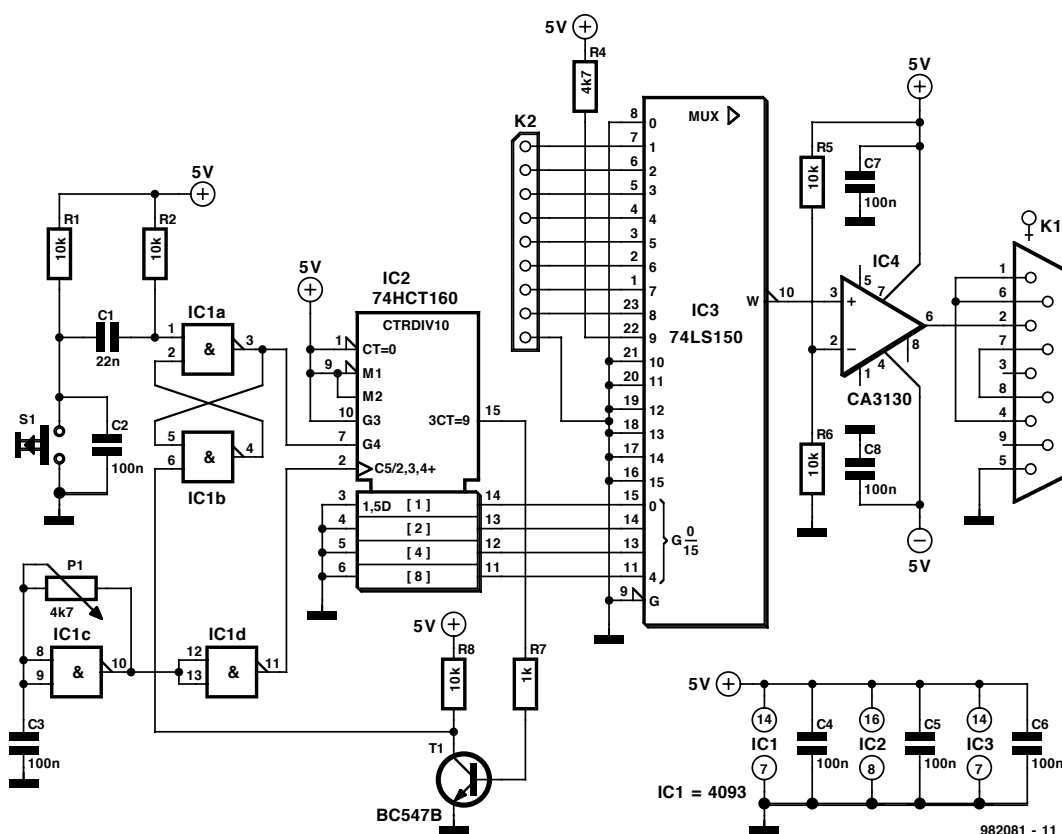 5V
R1
10k
R2
10k
C1
22n
S1
C2
100n
IC1a
1
2
&
3
5
6
&
4
IC1b
P1
4k7
IC1c
8
9
&
10
C3
100n
IC1d
12
13
&
11
5V
IC2
74HCT160
CTRDIV10
1
CT=0
9
M1
M2
10
G3
3CT=9
15
7
G4
2
C5/2,3,4+
3
1,5D
[ 1 ]
14
4
[ 2 ]
13
5
[ 4 ]
12
6
[ 8 ]
11
5V
R8
10k
R7
1k
T1
BC547B
5V
R4
4k7
K2
MUX
8
0
7
1
6
2
5
3
4
4
3
5
2
6
1
7
23
8
22
9
21
10
20
11
19
12
18
13
17
14
16
15
15
0
14
13
11
4
G 0
15
9
G
IC3
74LS150
W
10
5V
R5
10k
C7
100n
R6
10k
C8
100n
IC4
3
+
2
–
5
7
6
8
4
1
CA3130
5V
K1
1
6
2
7
3
8
4
9
5
5V
14
IC1
7
C4
100n
16
IC2
8
C5
100n
14
IC3
7
C6
100n
IC1 = 4093
982081 - 11